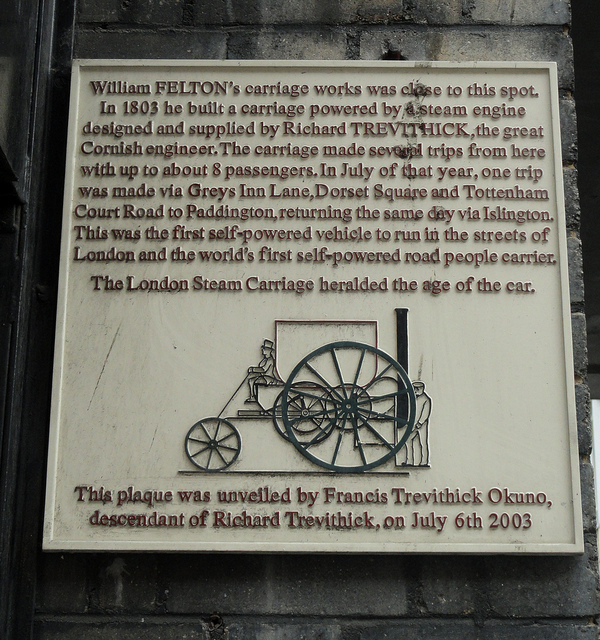 William FELTON's carriage works was close to this spot.
In 1803 he built a carriage powered by a steam engine
designed and supplied by Richard TREVITHICK, the great
Cornish engineer. The carriage made several trips from here
with up to about 8 passengers. In July of that year, one trip
was made via Greys Inn Lane, Dorset Square and Tottenham
Court Road to Paddington, returning the same day via Islington.
This was the first self-powered vehicle to run in the streets of
London and the world's first self-powered road people carrier.
The London Steam Carriage heralded the age of the car.
This plaque was unveiled by Francis Trevithick Okuno,
descendant of Richard Trevithick, on July 6th 2003